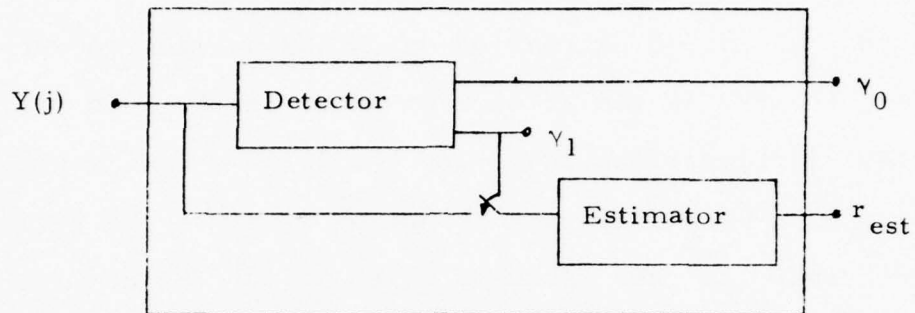 Y(j)
Detector
γ0
γ1
Estimator
r est